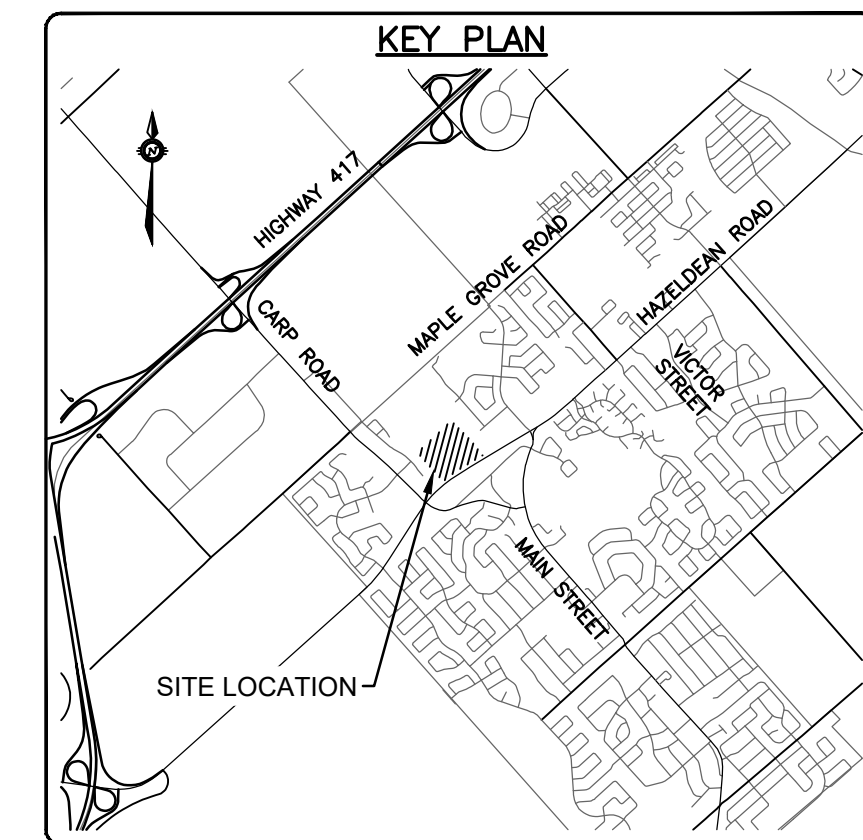 KEY PLAN
N
HIGHWAY 417
MAPLE GROVE ROAD
HAZELDEAN ROAD
CARP ROAD
VICTOR
STREET
MAIN STREET
SITE LOCATION